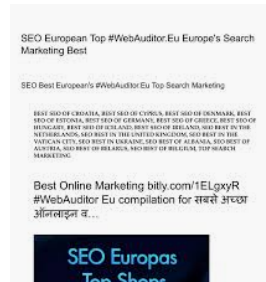 SEO European Top #WebAuditor.Eu Europe's Search
Marketing Best
SEO Best European's #WebAuditor.Eu Top Search Marketing
BEST SEO OF CROATIA, BEST SEO OF CYPRUS, BEST SEO OF DENMARK, BEST
SEO OF ESTONIA, BEST SEO OF GERMANY, BEST SEO OF GREECE, BEST SEO OF
HUNGARY, BEST SEO OF ICELAND, BEST SEO OF IRELAND, SEO BEST IN THE
NETHERLANDS, SEO BEST IN THE UNITED KINGDOM, SEO BEST IN THE
VATICAN CITY, SEO BEST IN UKRAINE, SEO BEST OF ALBANIA, SEO BEST OF
AUSTRIA, SEO BEST OF BELARUS, SEO BEST OF BELGIUM, TOP SEARCH
MARKETING
Best Online Marketing bitly.com/1ELgxyR
#WebAuditor Eu compilation for सबसे अच्छा
ऑनलाइन व...
SEO Europas
Top Shops